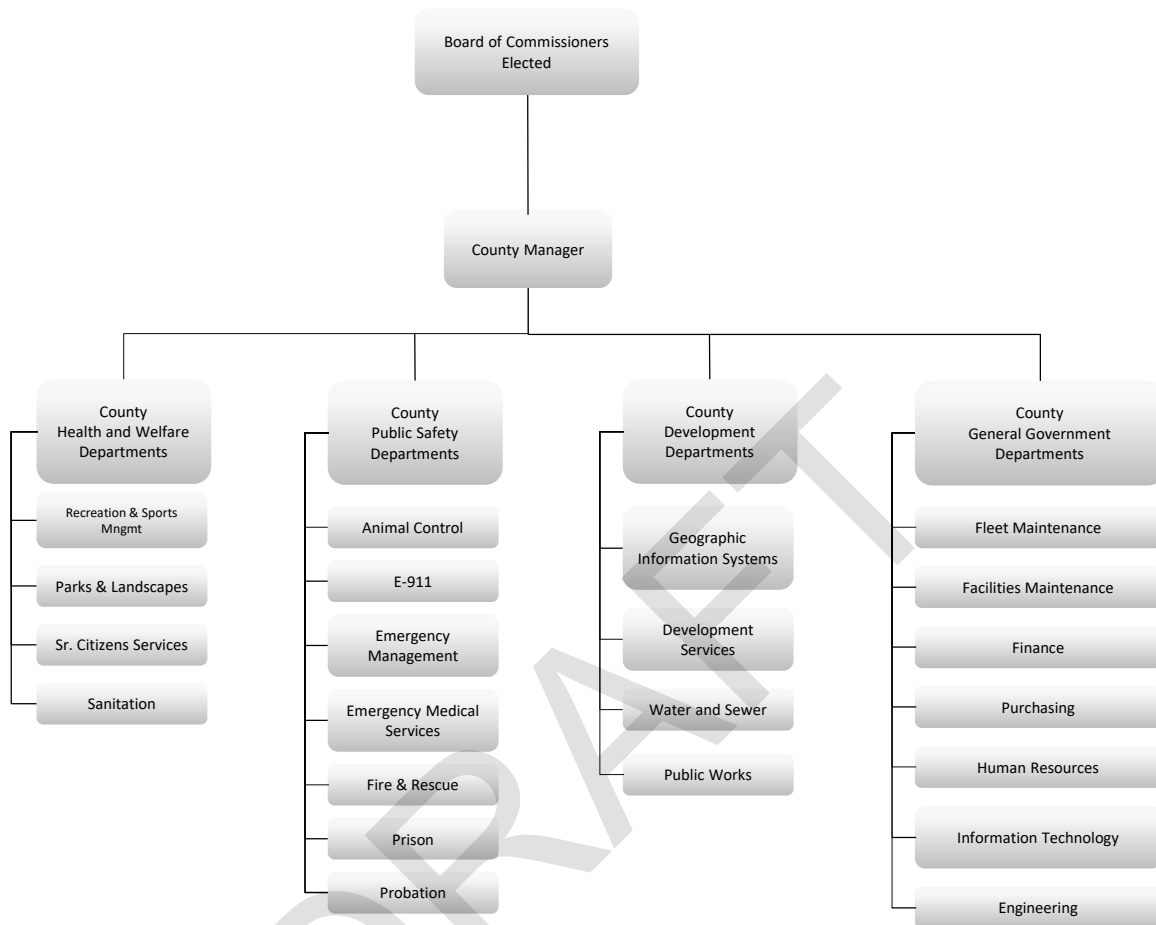 Board of Commissioners
Elected
County Manager
County
Health and Welfare
Departments
Recreation & Sports
Mngmt
Parks & Landscapes
Sr. Citizens Services
Sanitation
County
Public Safety
Departments
Animal Control
E-911
Emergency
Management
Emergency Medical
Services
Fire & Rescue
Prison
Probation
County
Development
Departments
Geographic
Information Systems
Development
Services
Water and Sewer
Public Works
County
General Government
Departments
Fleet Maintenance
Facilities Maintenance
Finance
Purchasing
Human Resources
Information Technology
Engineering
DRAFT